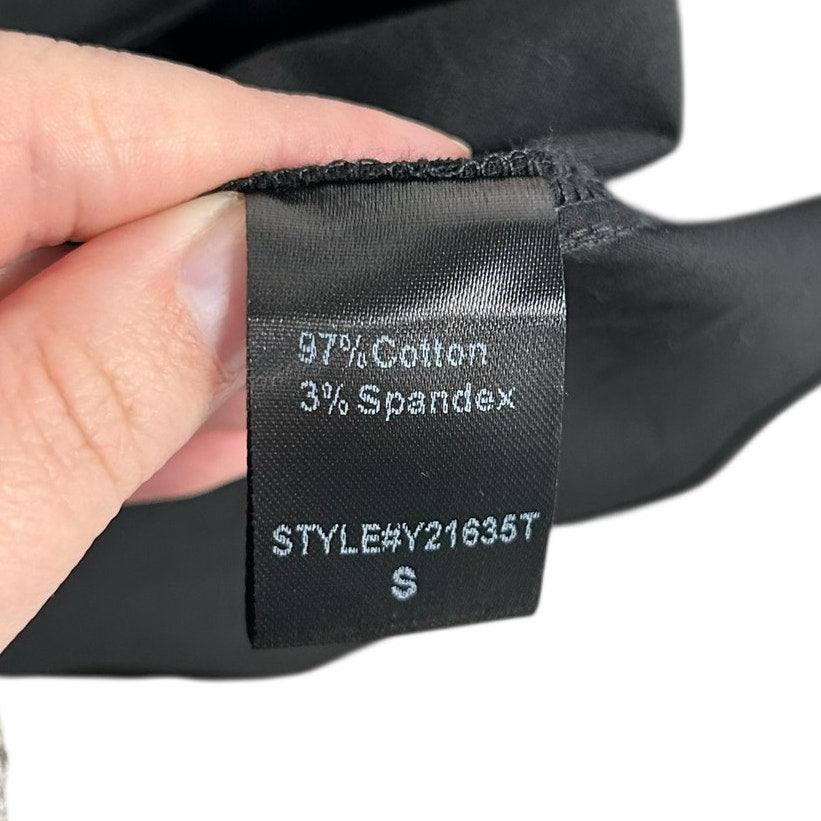 97% Cotton
3% Spandex
STYLE#Y21635T
S